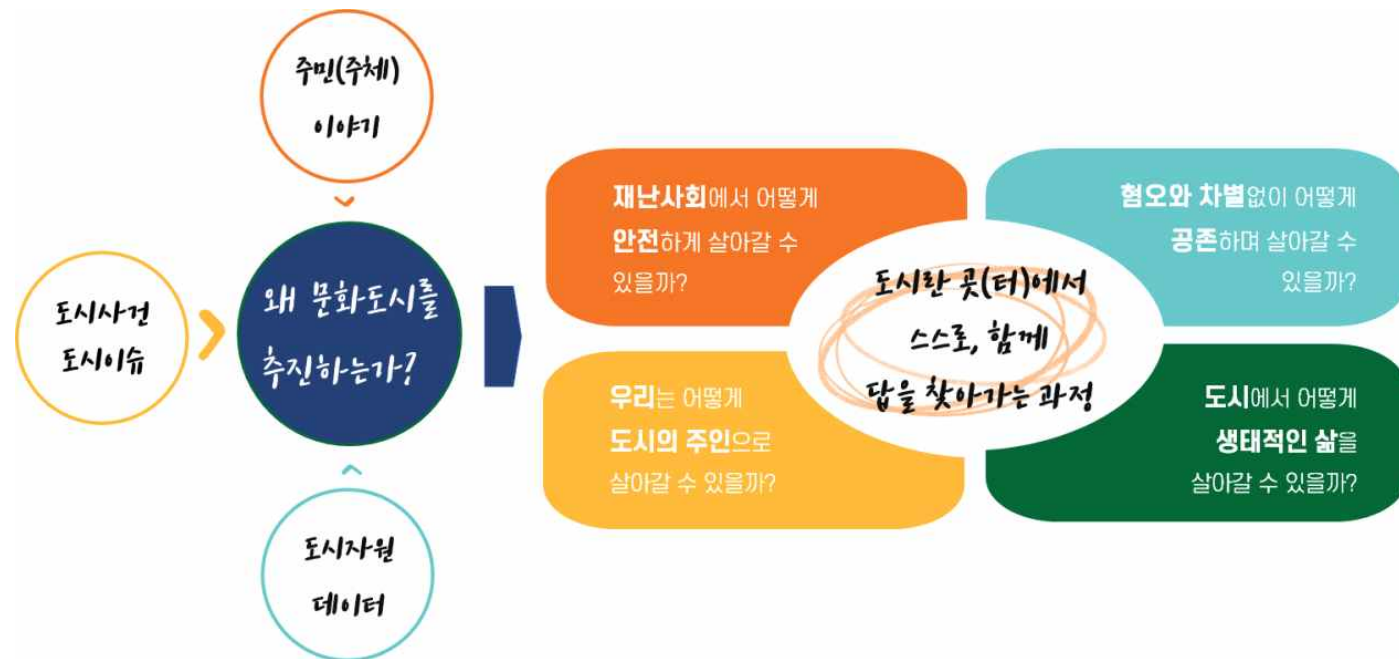 주민(주체)
이야기
도시사건
도시이슈
왜 문화도시를
추진하는가?
도시자원
데이터
재난사회에서 어떻게
안전하게 살아갈 수
있을까?
혐오와 차별없이 어떻게
공존하며 살아갈 수
있을까?
도시란 곳(터)에서
스스로, 함께
답을 찾아가는 과정
우리는 어떻게
도시의 주인으로
살아갈 수 있을까?
도시에서 어떻게
생태적인 삶을
살아갈 수 있을까?